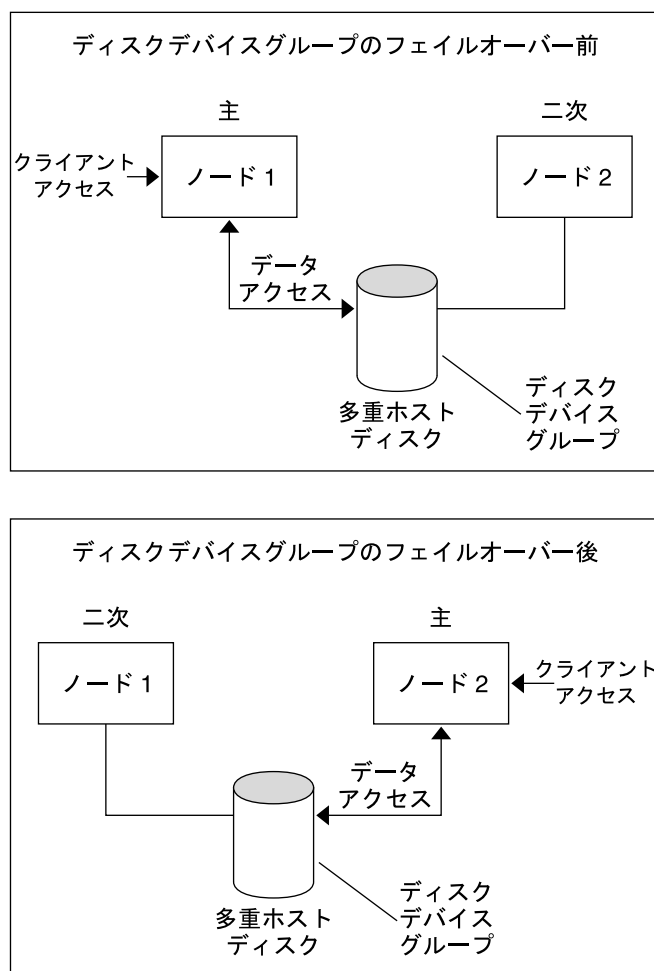 ディスクデバイスグループのフェイルオーバー前
主
二次
クライアント
アクセス
ノード 1
ノード 2
データ
アクセス
多重ホスト
ディスク
ディスク
デバイス
グループ
ディスクデバイスグループのフェイルオーバー後
二次
主
ノード 1
ノード 2
クライアント
アクセス
データ
アクセス
多重ホスト
ディスク
ディスク
デバイス
グループ